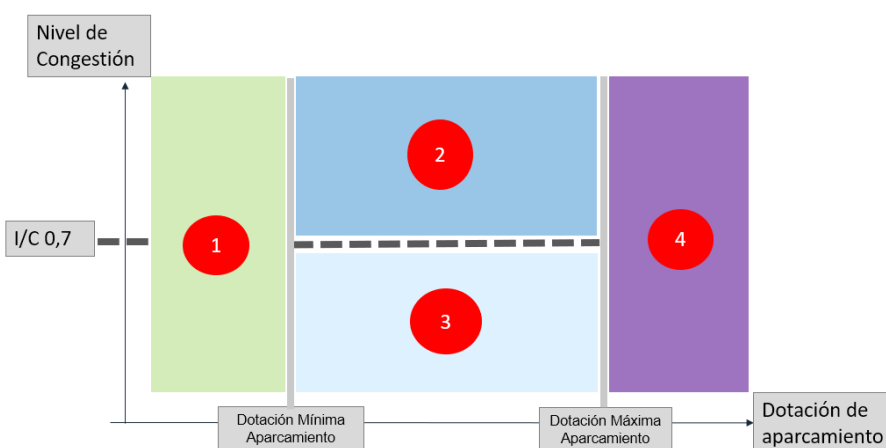 Nivel de
Congestión
2
I/C 0,7
1
4
3
Dotación Mínima
Aparcamiento
Dotación Máxima
Aparcamiento
Dotación de
aparcamiento